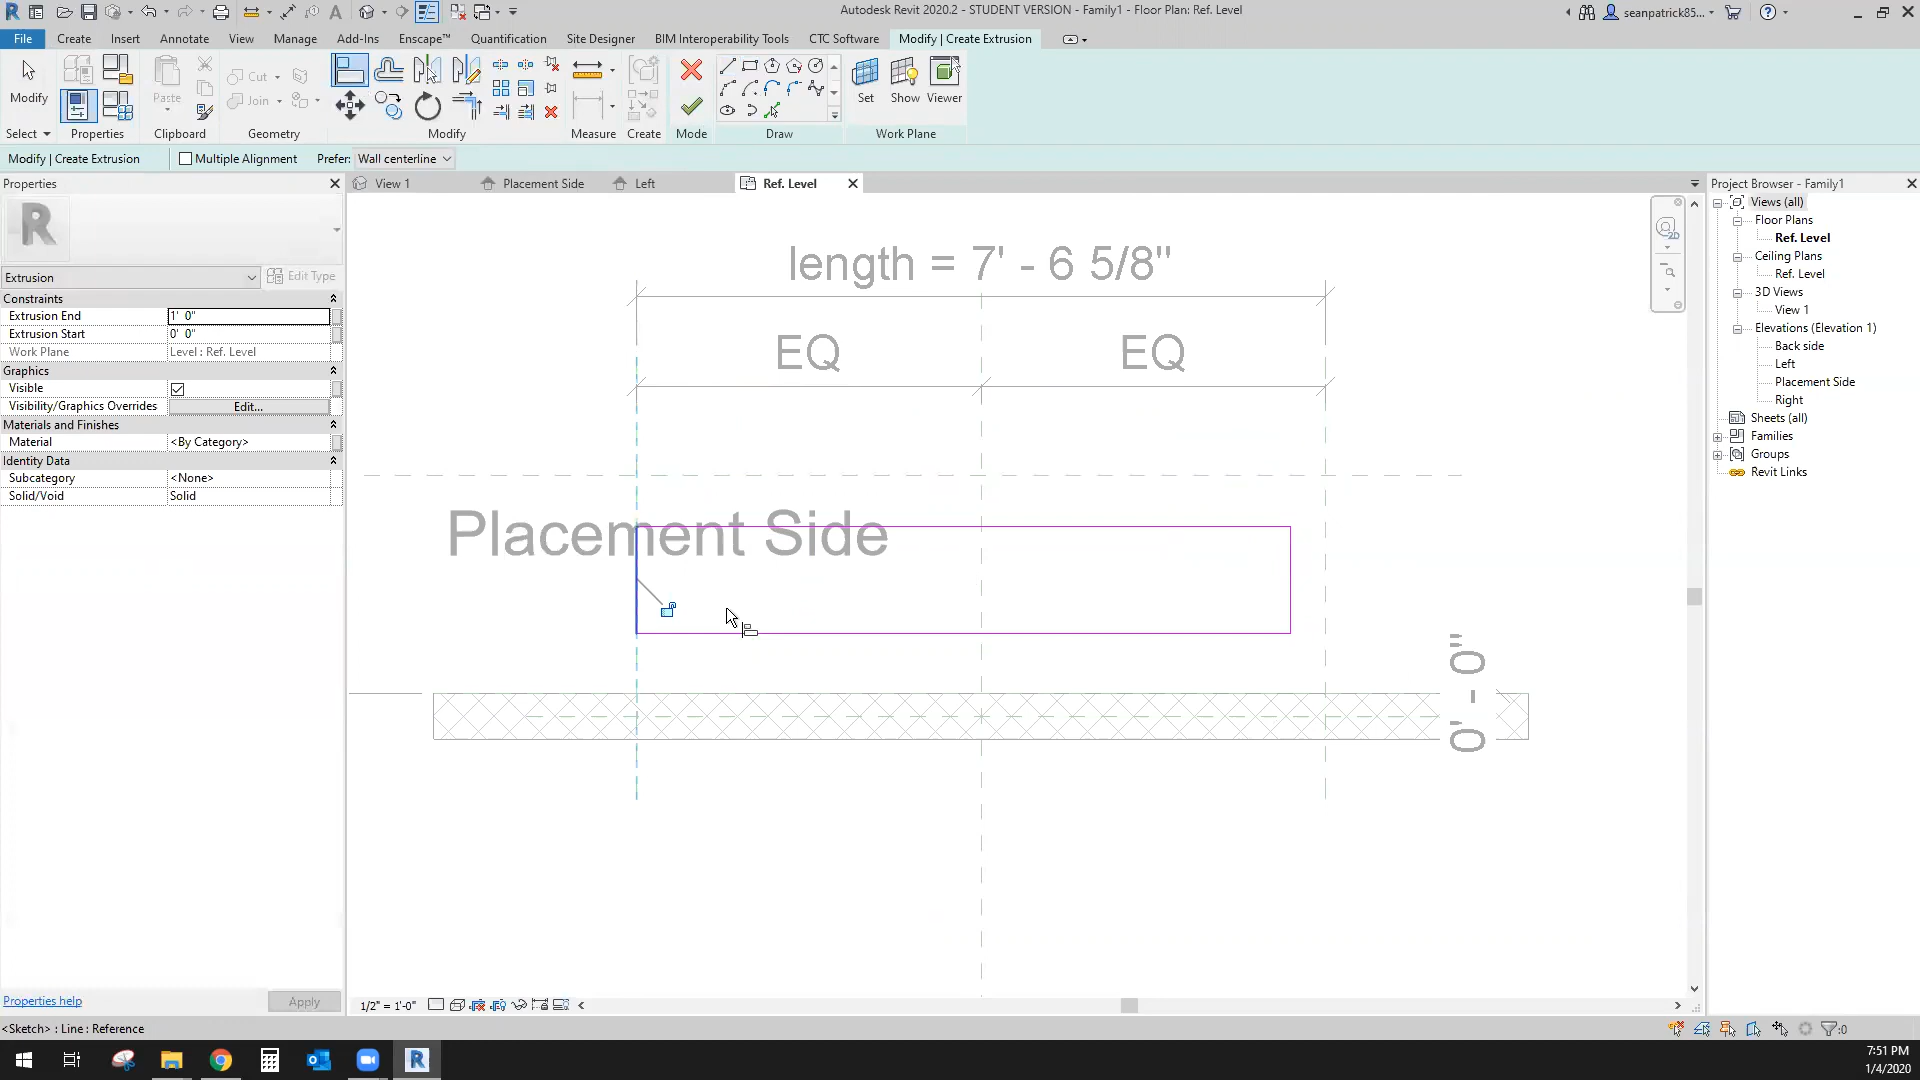 Autodesk Revit 2020.2 - STUDENT VERSION - Family1 - Floor Plan: Ref. Level
seanpatrick85...
File Create Insert Annotate View Manage Add-Ins Enscape™ Quantification Site Designer BIM Interoperability Tools CTC Software Modify | Create Extrusion
Modify Paste Cut Join Set Show Viewer
Select Properties Clipboard Geometry Modify Measure Create Mode Draw Work Plane
Modify | Create Extrusion Multiple Alignment Prefer: Wall centerline
Properties
View 1 Placement Side Left Ref. Level
Project Browser - Family1
Extrusion Edit Type
Constraints
Extrusion End 1' 0"
Extrusion Start 0' 0"
Work Plane Level : Ref. Level
Graphics
Visible
Visibility/Graphics Overrides Edit...
Materials and Finishes
Material <By Category>
Identity Data
Subcategory <None>
Solid/Void Solid
length = 7' - 6 5/8"
EQ EQ
Placement Side
0' - 0"
2D
Views (all)
Floor Plans
Ref. Level
Ceiling Plans
Ref. Level
3D Views
View 1
Elevations (Elevation 1)
Back side
Left
Placement Side
Right
Sheets (all)
Families
Groups
Revit Links
Properties help Apply
1/2" = 1'-0"
<Sketch> : Line : Reference
:0
7:51 PM
1/4/2020